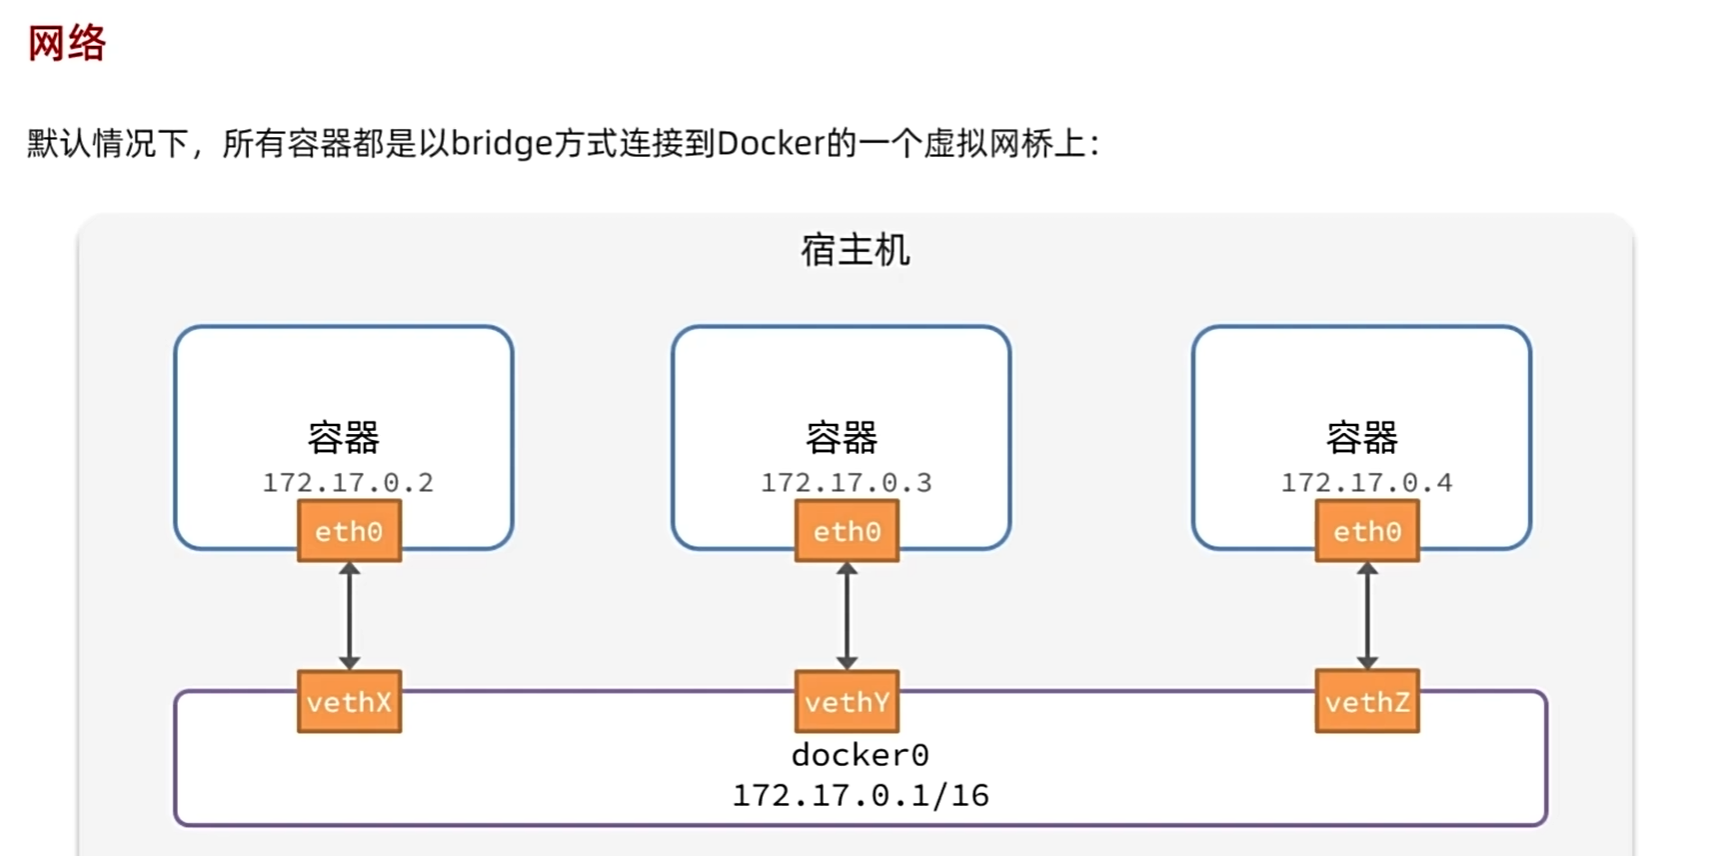 网络
默认情况下，所有容器都是以bridge方式连接到Docker的一个虚拟网桥上：
宿主机
容器
172.17.0.2
eth0
容器
172.17.0.3
eth0
容器
172.17.0.4
eth0
vethX
vethY
vethZ
docker0
172.17.0.1/16